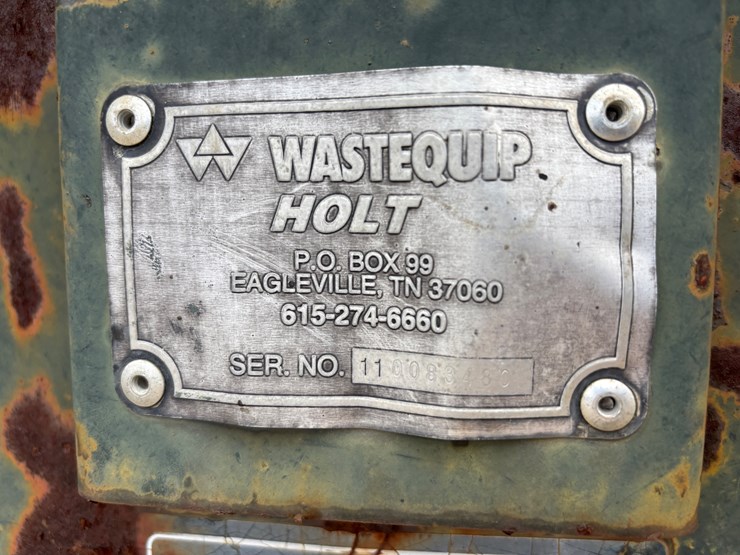 WASTEQUIP
HOLT
P.O. BOX 99
EAGLEVILLE, TN 37060
615-274-6660
SER. NO.